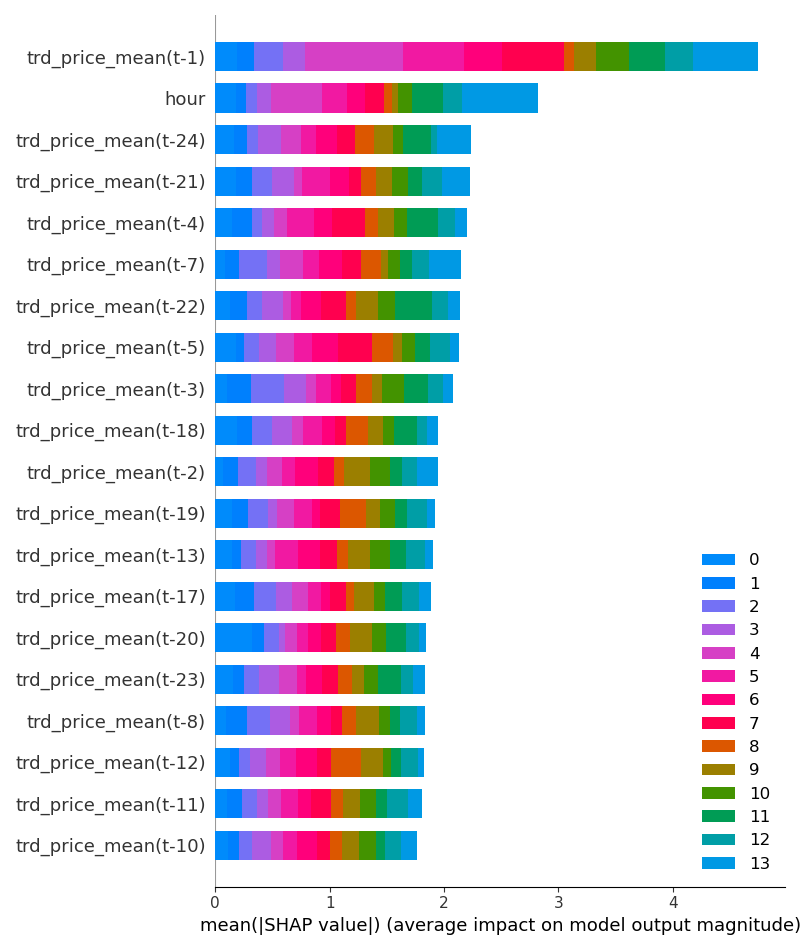 trd_price_mean(t-1)
hour
trd_price_mean(t-24)
trd_price_mean(t-21)
trd_price_mean(t-4)
trd_price_mean(t-7)
trd_price_mean(t-22)
trd_price_mean(t-5)
trd_price_mean(t-3)
trd_price_mean(t-18)
trd_price_mean(t-2)
trd_price_mean(t-19)
trd_price_mean(t-13)
trd_price_mean(t-17)
trd_price_mean(t-20)
trd_price_mean(t-23)
trd_price_mean(t-8)
trd_price_mean(t-12)
trd_price_mean(t-11)
trd_price_mean(t-10)
0
1
2
3
4
5
6
7
8
9
10
11
12
13
0 1 2 3 4
mean(|SHAP value|) (average impact on model output magnitude)